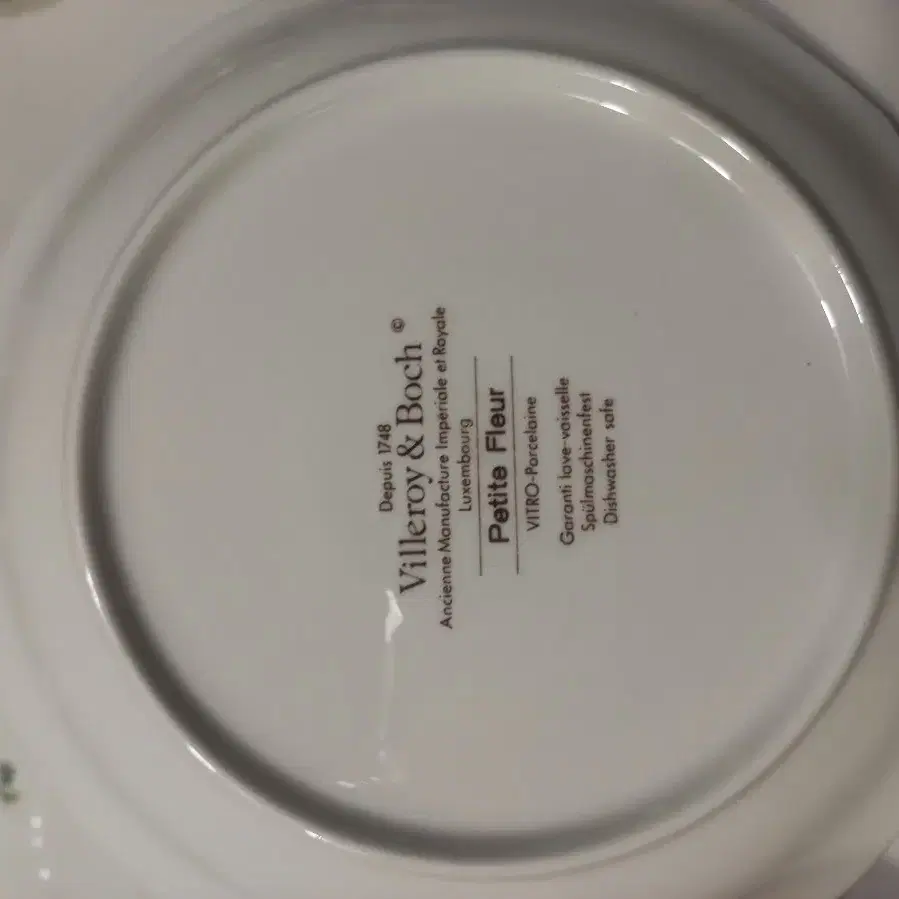 Depuis 1748
Villeroy & Boch ©
Ancienne Manufacture Impériale et Royale
Luxembourg
Petite Fleur
VITRO-Porcelaine
Garanti lave-vaisselle
Spülmaschinenfest
Dishwasher safe